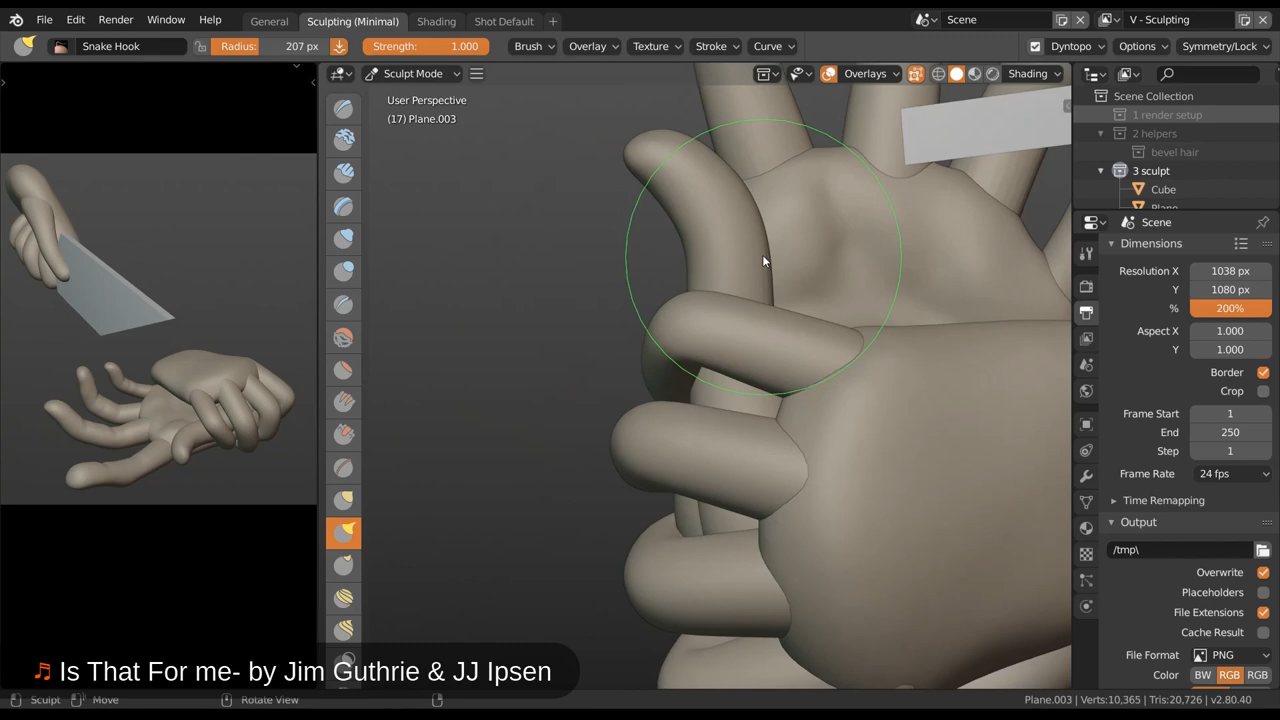 File Edit Render Window Help General Sculpting (Minimal) Shading Shot Default Scene V - Sculpting
Snake Hook Radius: 207 px Strength: 1.000 Brush Overlay Texture Stroke Curve Dyntopo Options Symmetry/Lock
Sculpt Mode Overlays Shading
User Perspective
(17) Plane.003
Scene Collection
1 render setup
2 helpers
bevel hair
3 sculpt
Cube
Plane
Scene
Dimensions
Resolution X 1038 px
Y 1080 px
% 200%
Aspect X 1.000
Y 1.000
Border
Crop
Frame Start 1
End 250
Step 1
Frame Rate 24 fps
Time Remapping
Output
/tmp\
Overwrite
Placeholders
File Extensions
Cache Result
File Format PNG
Color BW RGB RGB
Is That For me- by Jim Guthrie & JJ Ipsen
Sculpt Move Rotate View Plane.003 | Verts:10,365 | Tris:20,726 | v2.80.40